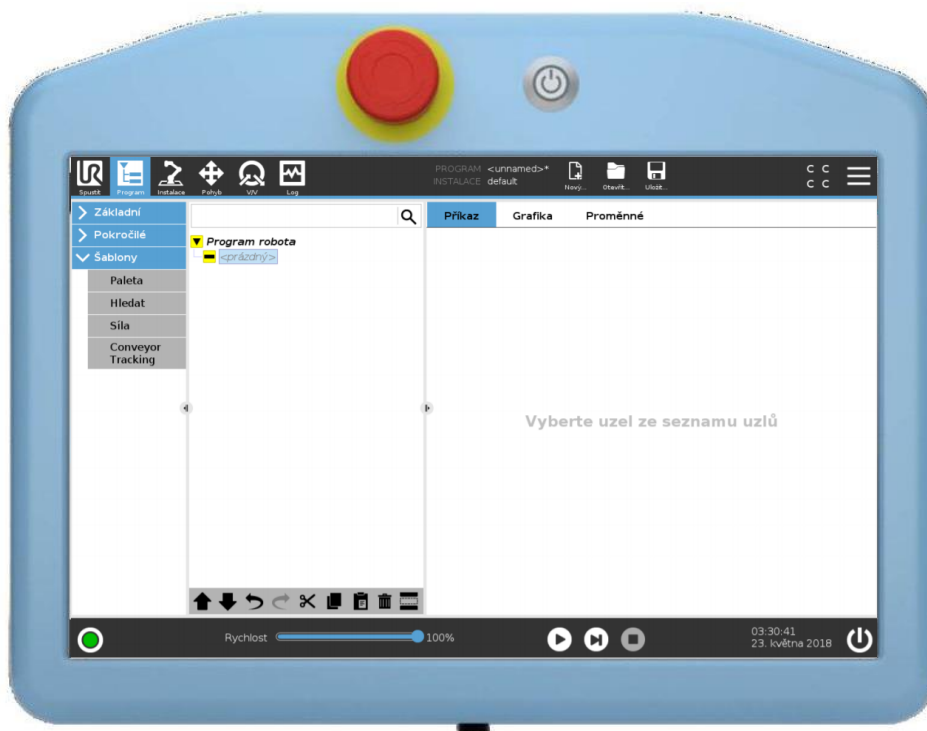 UR
PROGRAM <unnamed>*
INSTALACE default
C C
C C
Spustit Program Instalace Pohyb V/V Log
Nový... Otevřít... Uložit...
Základní
Pokročilé
Šablony
Paleta
Hledat
Síla
Conveyor
Tracking
Program robota
<prázdný>
Příkaz Grafika Proměnné
Vyberte uzel ze seznamu uzlů
Rychlost 100%
03:30:41
23. května 2018